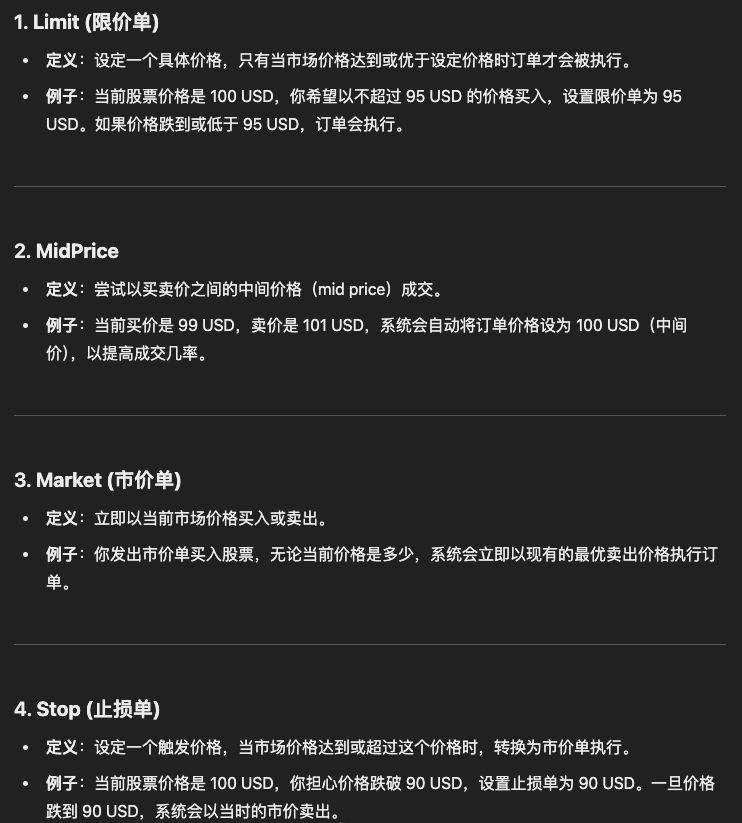 1. Limit (限价单)
• 定义：设定一个具体价格，只有当市场价格达到或优于设定价格时订单才会被执行。
• 例子：当前股票价格是 100 USD，你希望以不超过 95 USD 的价格买入，设置限价单为 95
USD。如果价格跌到或低于 95 USD，订单会执行。
2. MidPrice
• 定义：尝试以买卖价之间的中间价格（mid price）成交。
• 例子：当前买价是 99 USD，卖价是 101 USD，系统会自动将订单价格设为 100 USD（中间
价），以提高成交几率。
3. Market (市价单)
• 定义：立即以当前市场价格买入或卖出。
• 例子：你发出市价单买入股票，无论当前价格是多少，系统会立即以现有的最优卖出价格执行订
单。
4. Stop (止损单)
• 定义：设定一个触发价格，当市场价格达到或超过这个价格时，转换为市价单执行。
• 例子：当前股票价格是 100 USD，你担心价格跌破 90 USD，设置止损单为 90 USD。一旦价格
跌到 90 USD，系统会以当时的市价卖出。